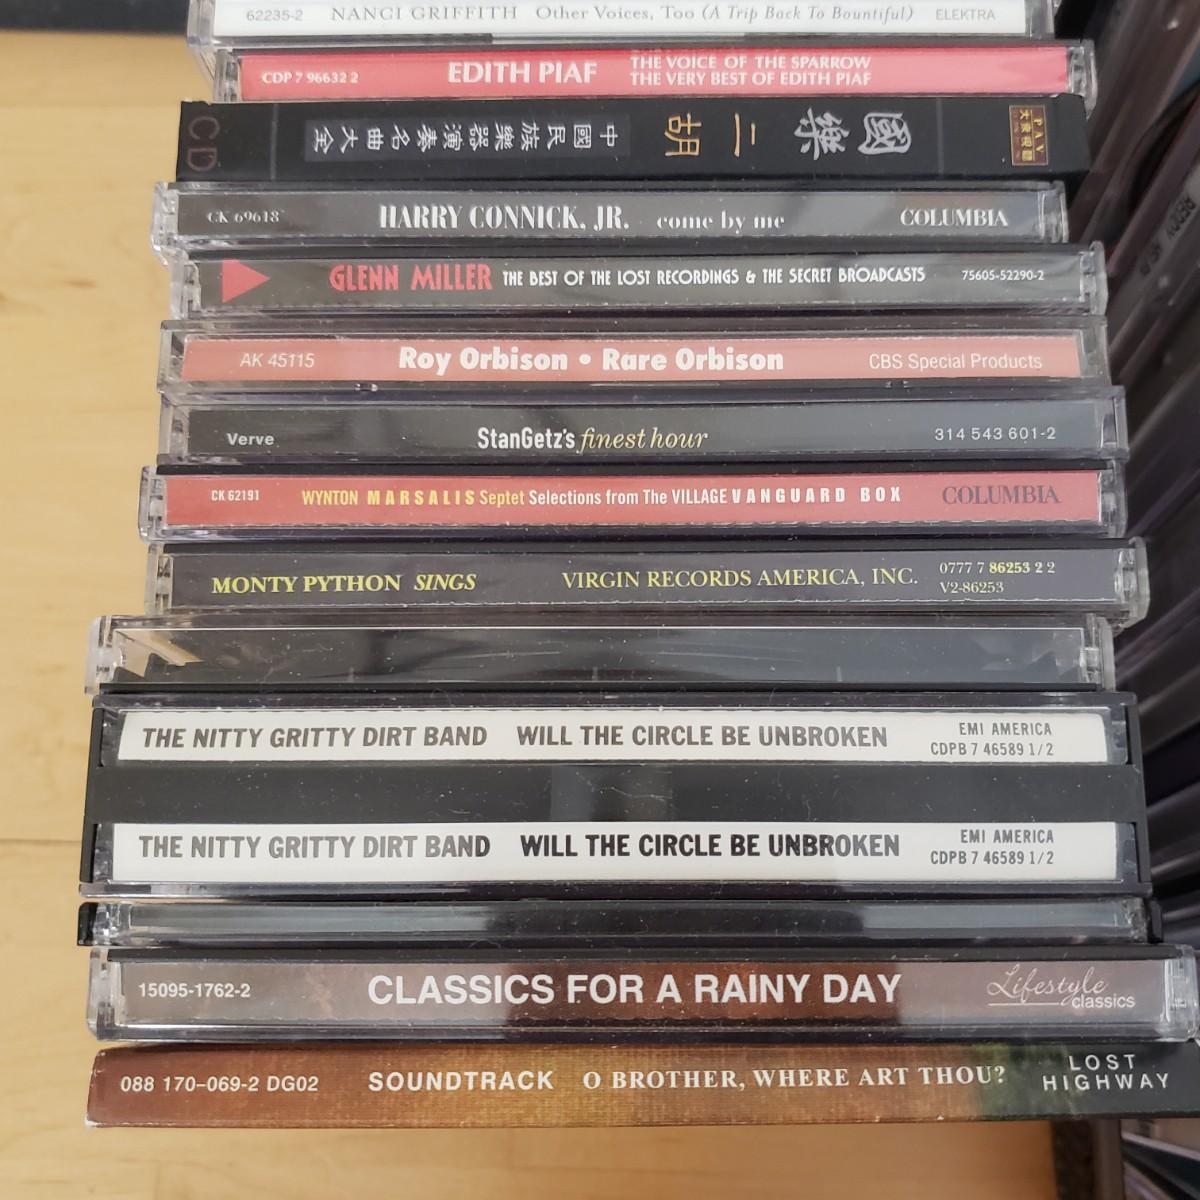 62235-2 NANCI GRIFFITH Other Voices, Too (A Trip Back To Bountiful) ELEKTRA
CDP 7 96632 2 EDITH PIAF THE VOICE OF THE SPARROW
THE VERY BEST OF EDITH PIAF
CD 中國民族樂器演奏名曲大全 二胡 國樂 PAV
CK 69618 HARRY CONNICK, JR. come by me COLUMBIA
GLENN MILLER THE BEST OF THE LOST RECORDINGS & THE SECRET BROADCASTS 75605-52290-2
AK 45115 Roy Orbison • Rare Orbison CBS Special Products
Verve StanGetz's finest hour 314 543 601-2
CK 62191 WYNTON MARSALIS Septet Selections from The VILLAGE VANGUARD BOX COLUMBIA
MONTY PYTHON SINGS VIRGIN RECORDS AMERICA, INC. 0777 7 86253 2 2
V2-86253
THE NITTY GRITTY DIRT BAND WILL THE CIRCLE BE UNBROKEN EMI AMERICA
CDPB 7 46589 1/2
THE NITTY GRITTY DIRT BAND WILL THE CIRCLE BE UNBROKEN EMI AMERICA
CDPB 7 46589 1/2
15095-1762-2 CLASSICS FOR A RAINY DAY Lifestyle
classics
088 170-069-2 DG02 SOUNDTRACK O BROTHER, WHERE ART THOU? LOST
HIGHWAY